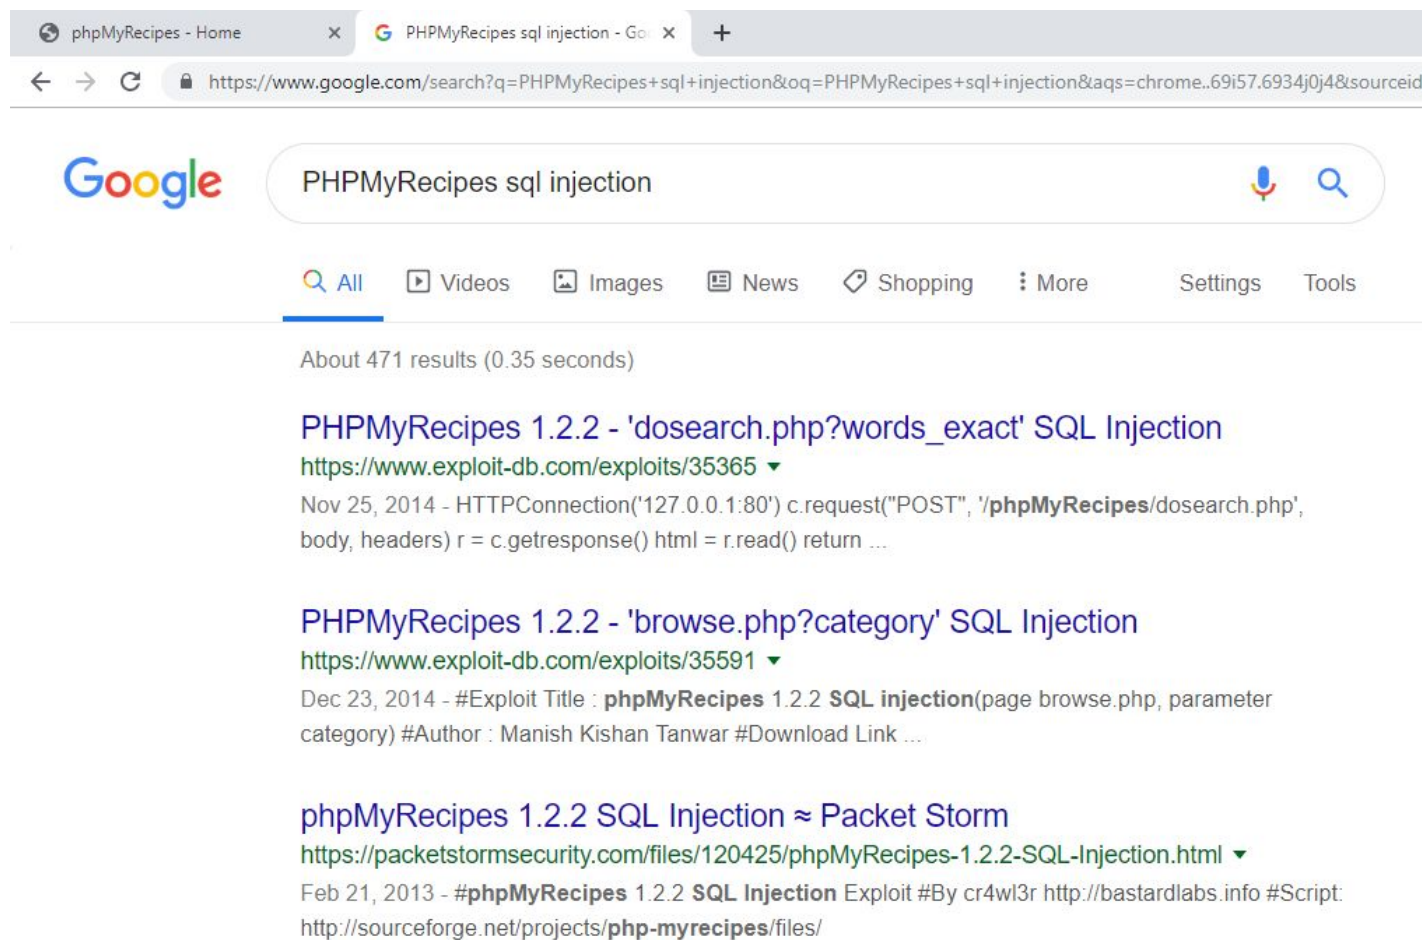 phpMyRecipes - Home
PHPMyRecipes sql injection - Goo
https://www.google.com/search?q=PHPMyRecipes+sql+injection&oq=PHPMyRecipes+sql+injection&aqs=chrome..69i57.6934j0j4&sourceid
Google
PHPMyRecipes sql injection
All Videos Images News Shopping More Settings Tools
About 471 results (0.35 seconds)
PHPMyRecipes 1.2.2 - 'dosearch.php?words_exact' SQL Injection
https://www.exploit-db.com/exploits/35365
Nov 25, 2014 - HTTPConnection('127.0.0.1:80') c.request("POST", '/phpMyRecipes/dosearch.php',
body, headers) r = c.getresponse() html = r.read() return ...
PHPMyRecipes 1.2.2 - 'browse.php?category' SQL Injection
https://www.exploit-db.com/exploits/35591
Dec 23, 2014 - #Exploit Title : phpMyRecipes 1.2.2 SQL injection(page browse.php, parameter
category) #Author : Manish Kishan Tanwar #Download Link ...
phpMyRecipes 1.2.2 SQL Injection ≈ Packet Storm
https://packetstormsecurity.com/files/120425/phpMyRecipes-1.2.2-SQL-Injection.html
Feb 21, 2013 - #phpMyRecipes 1.2.2 SQL Injection Exploit #By cr4wl3r http://bastardlabs.info #Script:
http://sourceforge.net/projects/php-myrecipes/files/